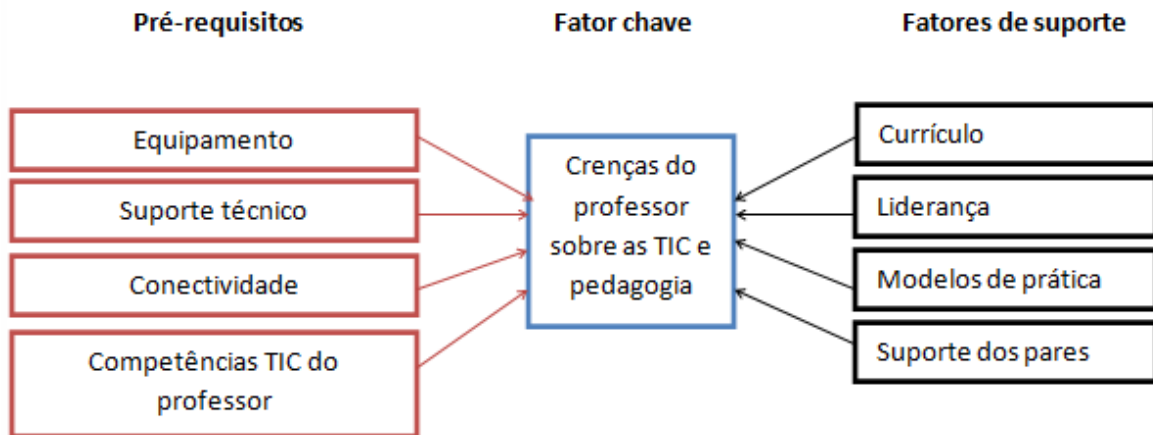 Pré-requisitos
Fator chave
Fatores de suporte
Equipamento
Suporte técnico
Conectividade
Competências TIC do
professor
Crenças do
professor
sobre as TIC e
pedagogia
Currículo
Liderança
Modelos de prática
Suporte dos pares